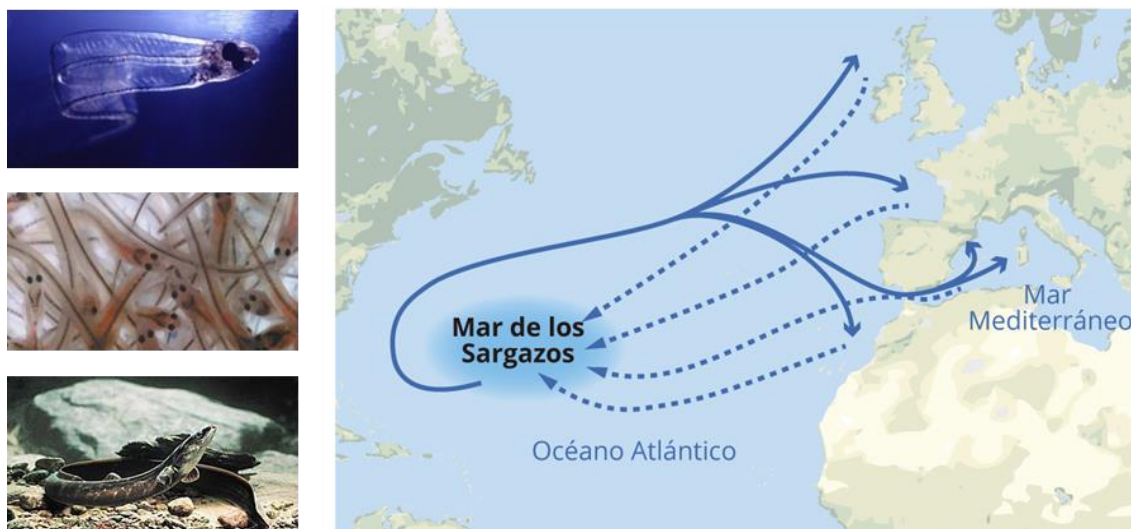 Mar de los
Sargazos
Mar
Mediterráneo
Océano Atlántico